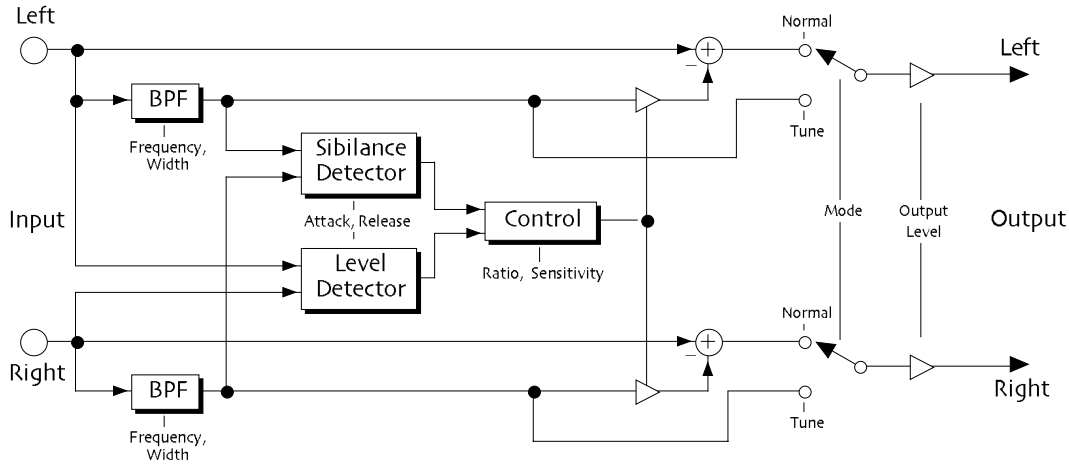 Left
Normal
Left
BPF
Frequency,
Width
Tune
Sibilance
Detector
Attack, Release
Input
Control
Ratio, Sensitivity
Mode
Output
Level
Output
Level
Detector
Normal
Right
BPF
Frequency,
Width
Tune
Right